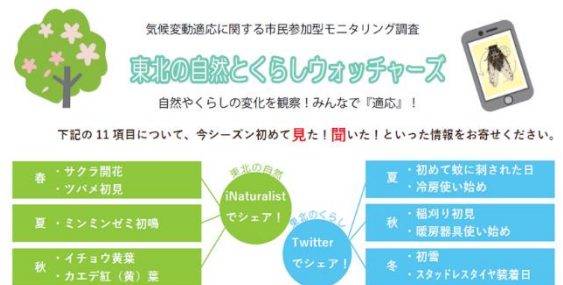 気候変動適応に関する市民参加型モニタリング調査
東北の自然とくらしウォッチャーズ
自然やくらしの変化を観察！みんなで『適応』！
下記の11項目について、今シーズン初めて見た！聞いた！といった情報をお寄せください。
春
・サクラ開花
・ツバメ初見
夏 ・ミンミンゼミ初鳴
秋
・イチョウ黄葉
・カエデ紅（黄）葉
東北の自然
iNaturalist
でシェア！
東北のくらし
Twitter
でシェア！
夏
・初めて蚊に刺された日
・冷房使い始め
秋
・稲刈り初見
・暖房器具使い始め
冬
・初雪
・スタッドレスタイヤ装着日